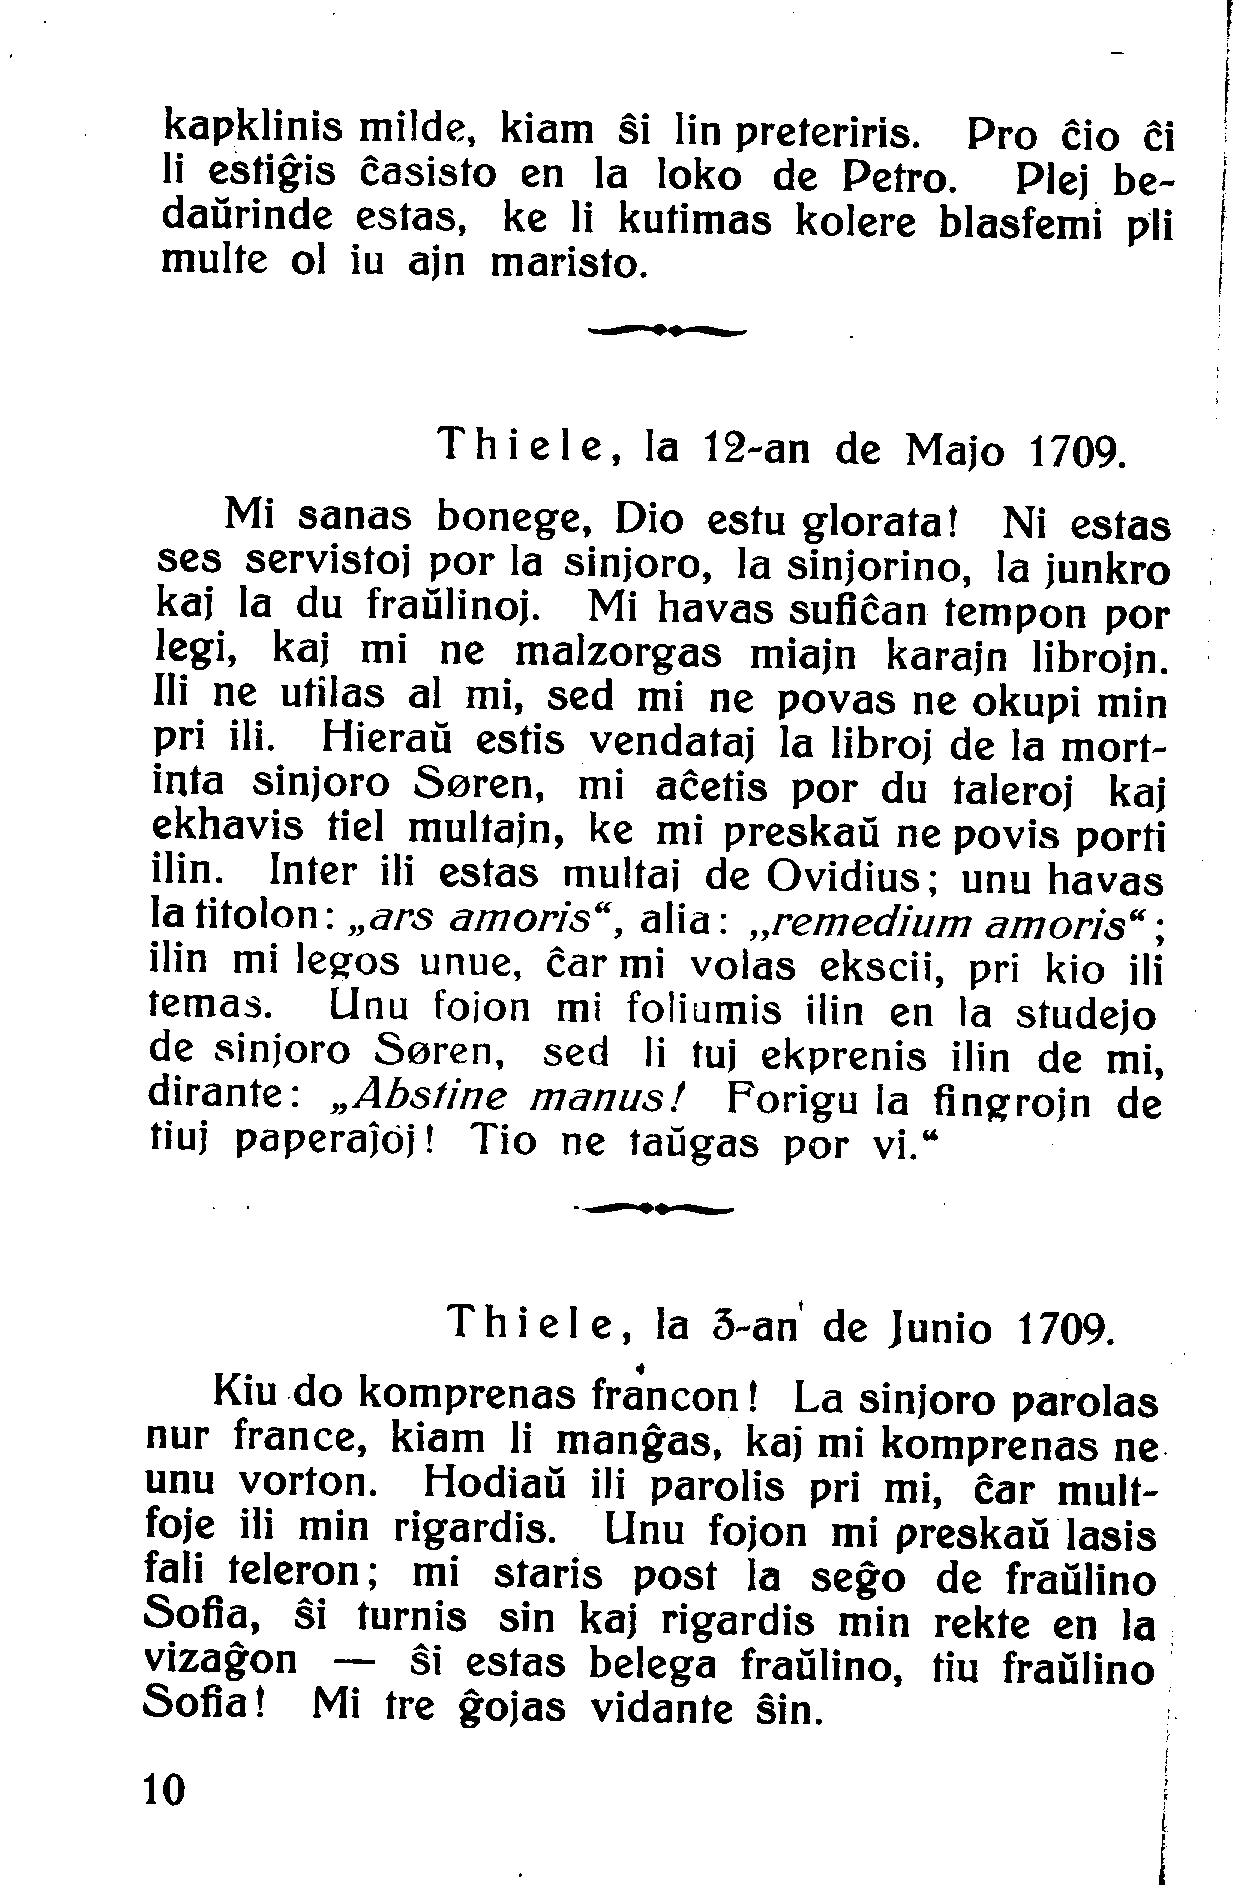 kapklinis milde, kiam ŝi lin preteriris. Pro ĉio ĉi
li estiĝis ĉasisto en la loko de Petro. Plej be-
daŭrinde estas, ke li kutimas kolere blasfemi pli
multe ol iu ajn maristo.
Thiele, la 12-an de Majo 1709.
Mi sanas bonege, Dio estu glorata! Ni estas
ses servistoj por la sinjoro, la sinjorino, la junkro
kaj la du fraŭlinoj. Mi havas sufiĉan tempon por
legi, kaj mi ne malzorgas miajn karajn librojn.
Ili ne utilas al mi, sed mi ne povas ne okupi min
pri ili. Hieraŭ estis vendataj la libroj de la mort-
inta sinjoro Søren, mi aĉetis por du taleroj kaj
ekhavis tiel multajn, ke mi preskaŭ ne povis porti
ilin. Inter ili estas multaj de Ovidius; unu havas
la titolon: „ars amoris“, alia: „remedium amoris“;
ilin mi legos unue, ĉar mi volas ekscii, pri kio ili
temas. Unu fojon mi foliumis ilin en la studejo
de sinjoro Søren, sed li tuj ekprenis ilin de mi,
dirante: „Abstine manus! Forigu la fingrojn de
tiuj paperaĵoj! Tio ne taŭgas por vi.“
Thiele, la 3-an de Junio 1709.
Kiu do komprenas francon! La sinjoro parolas
nur france, kiam li manĝas, kaj mi komprenas ne
unu vorton. Hodiaŭ ili parolis pri mi, ĉar mult-
foje ili min rigardis. Unu fojon mi preskaŭ lasis
fali teleron; mi staris post la seĝo de fraŭlino
Sofia, ŝi turnis sin kaj rigardis min rekte en la
vizaĝon — ŝi estas belega fraŭlino, tiu fraŭlino
Sofia! Mi tre ĝojas vidante ŝin.
10